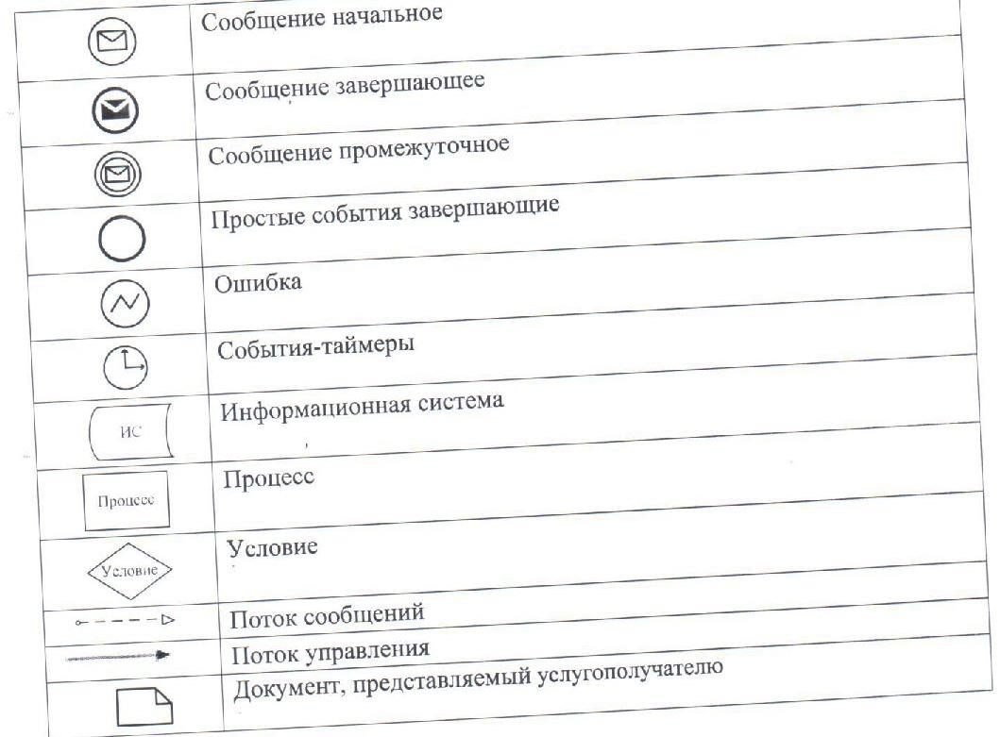 Сообщение начальное
Сообщение завершающее
Сообщение промежуточное
Простые события завершающие
Ошибка
События-таймеры
ИС
Информационная система
Процесс
Процесс
Условие
Условие
Поток сообщений
Поток управления
Документ, представляемый услугополучателю